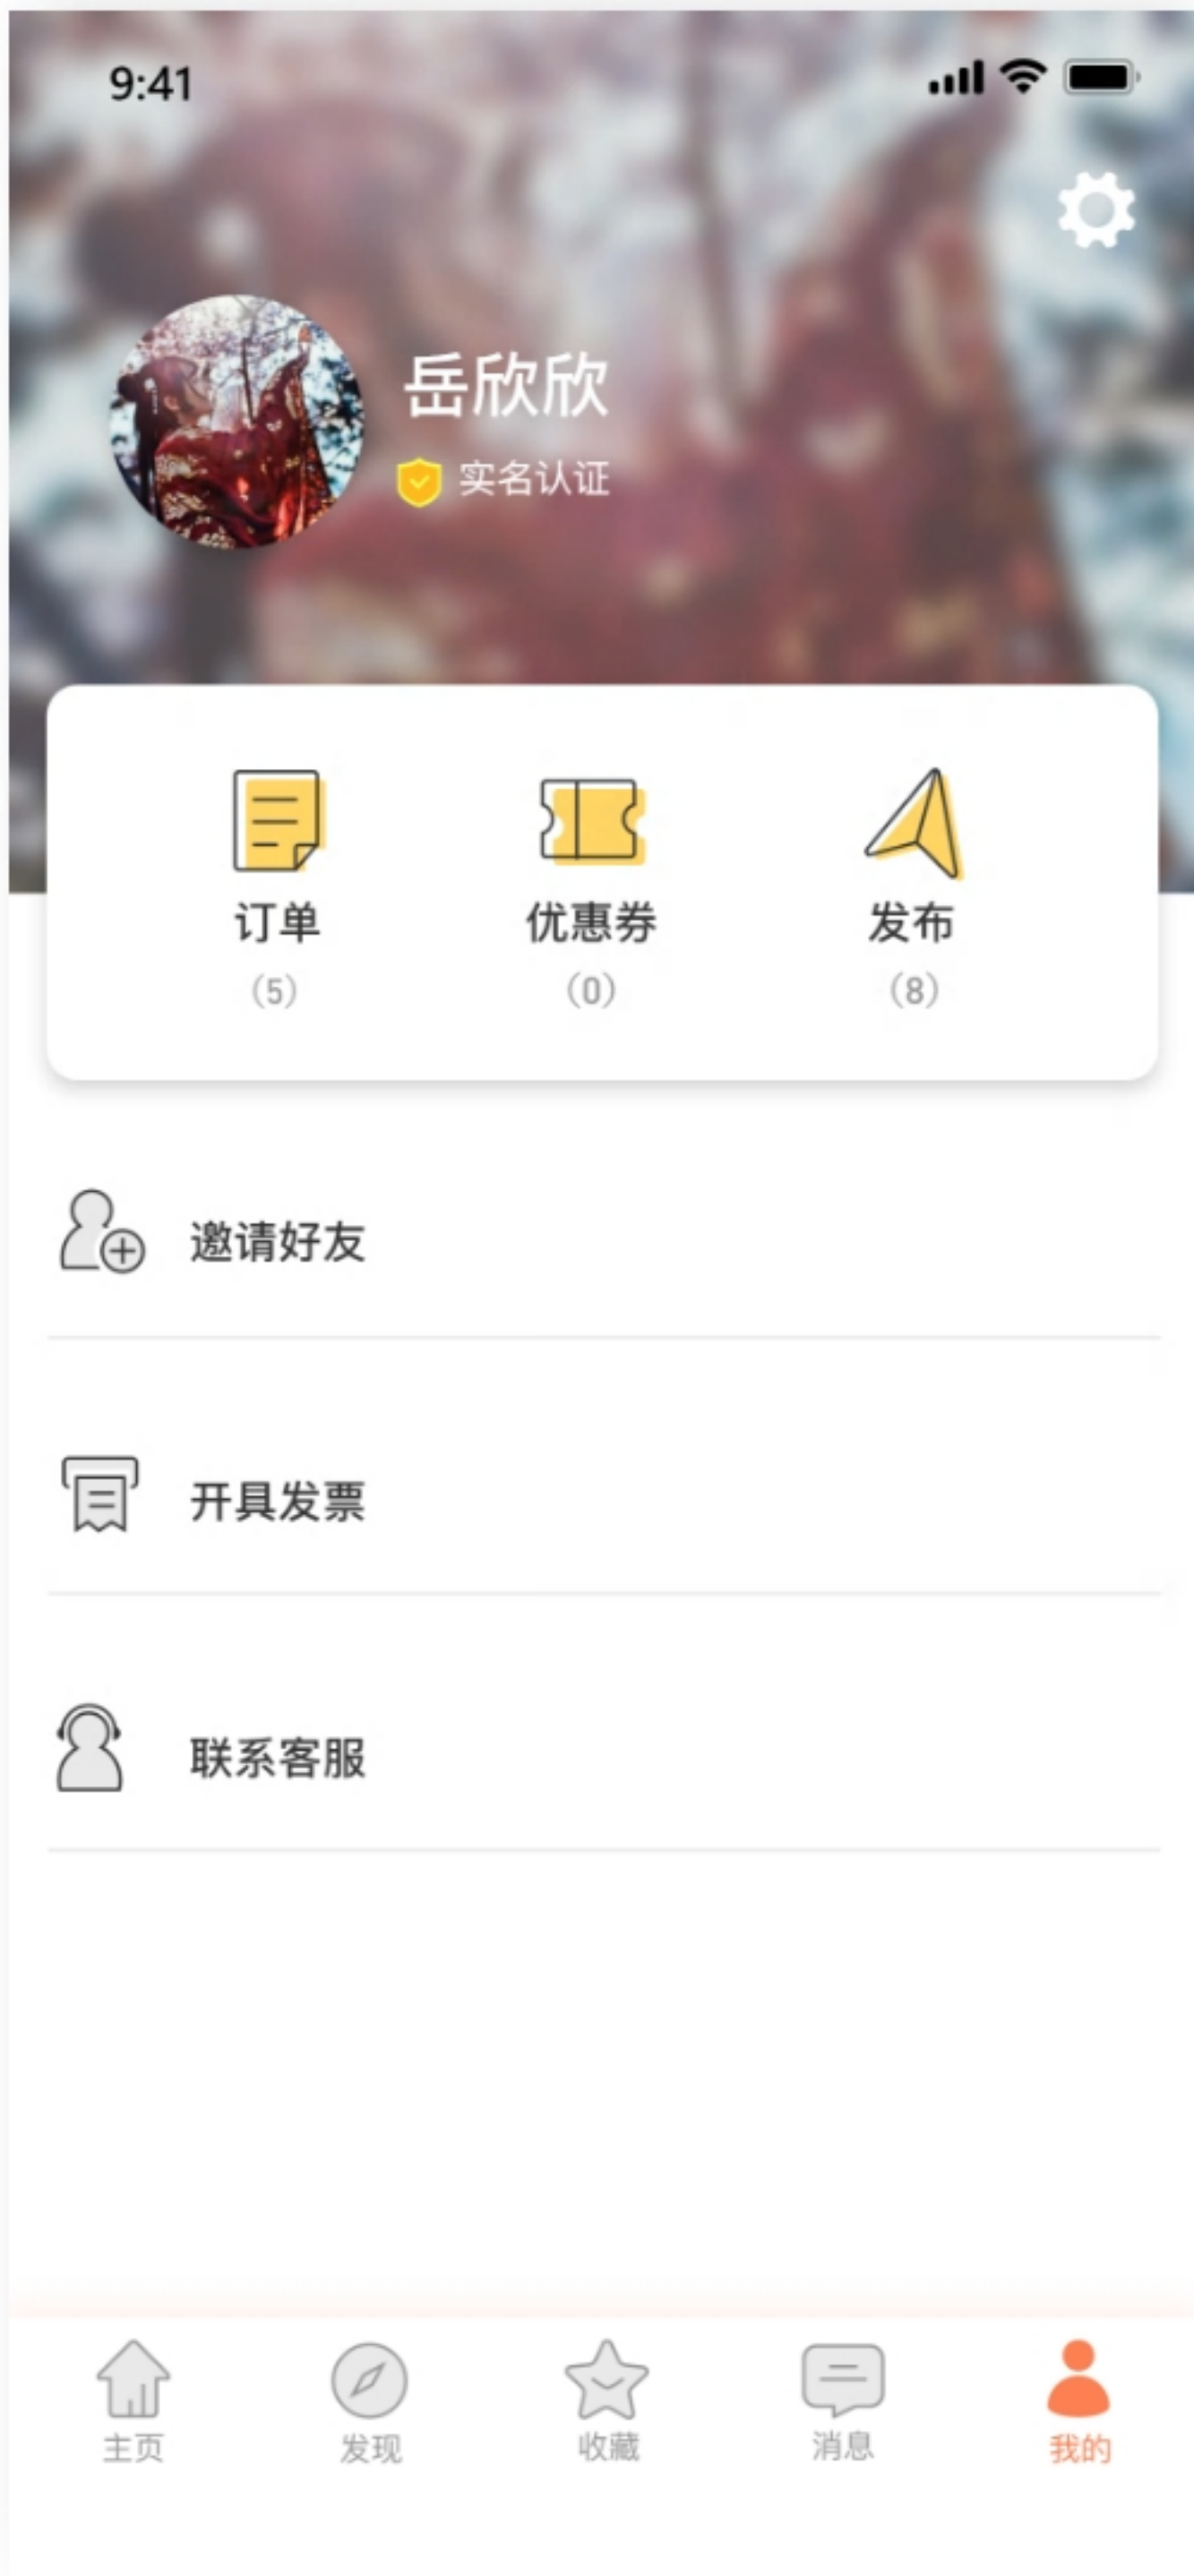 9:41
岳欣欣
实名认证
订单 优惠券 发布
(5) (0) (8)
邀请好友
开具发票
联系客服
主页 发现 收藏 消息 我的